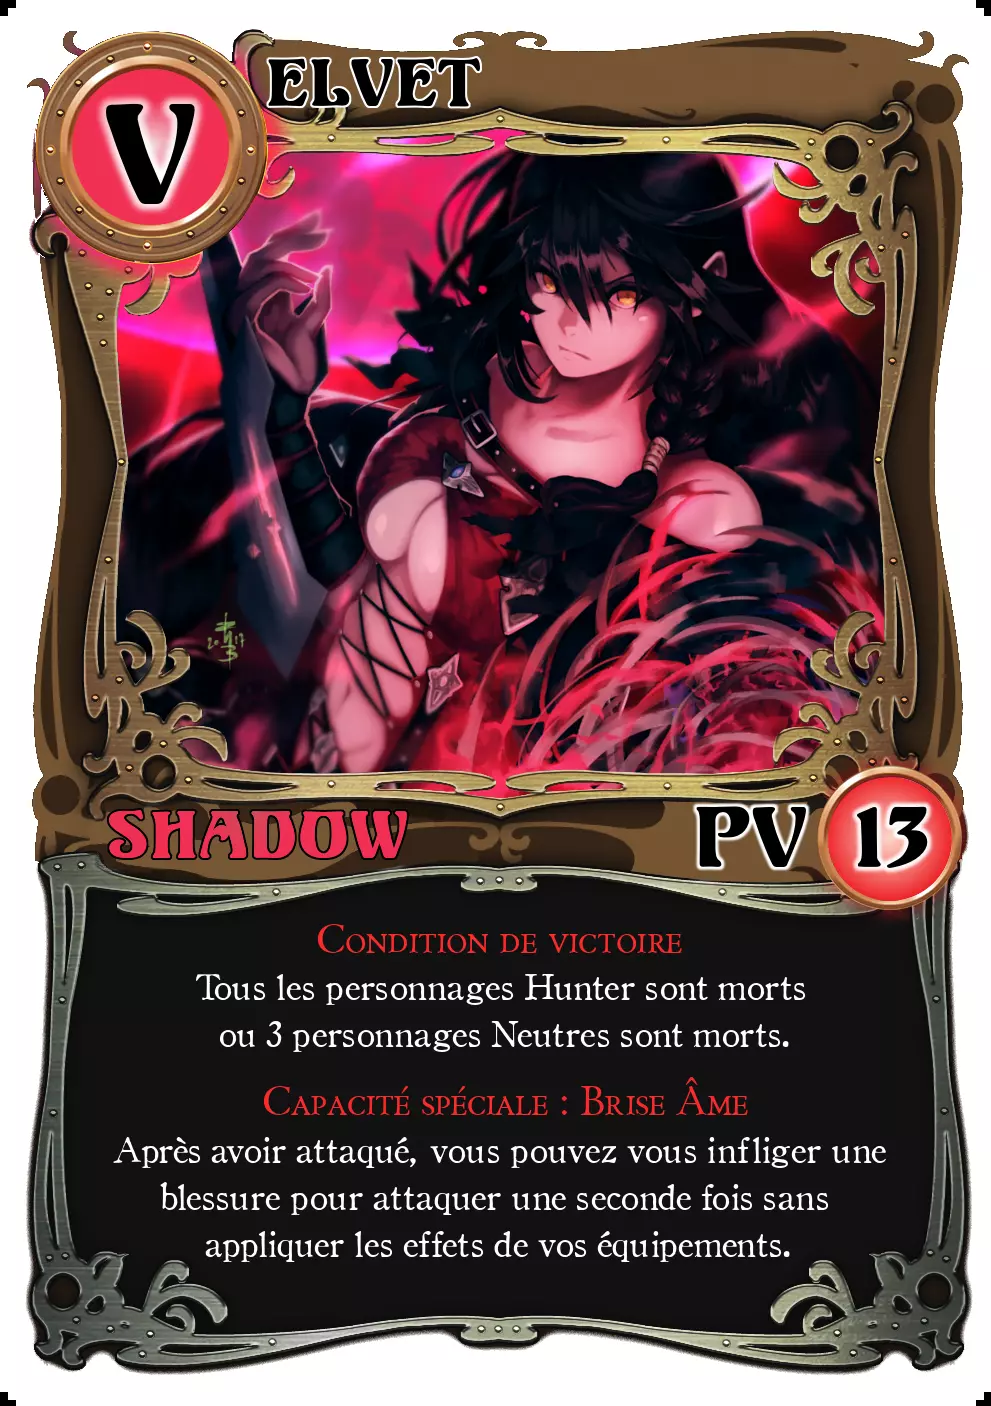 V
ELVET
2017
SHADOW
PV 13
Condition de victoire
Tous les personnages Hunter sont morts
ou 3 personnages Neutres sont morts.
Capacité spéciale : Brise Âme
Après avoir attaqué, vous pouvez vous infliger une
blessure pour attaquer une seconde fois sans
appliquer les effets de vos équipements.